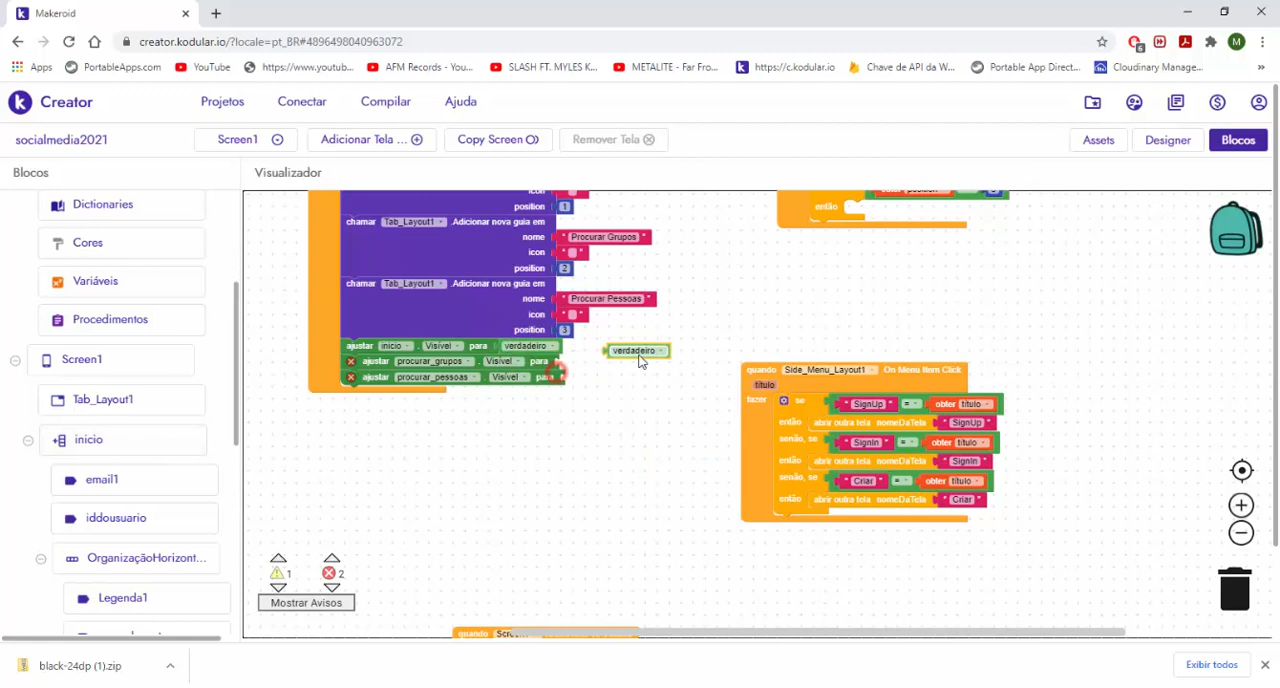 Makeroid
creator.kodular.io/?locale=pt_BR#4896498040963072
Apps PortableApps.com YouTube https://www.youtub... AFM Records - You... SLASH FT. MYLES K... METALITE - Far Fro... https://c.kodular.io Chave de API da W... Portable App Direct... Cloudinary Manage... »
Creator Projetos Conectar Compilar Ajuda
socialmedia2021 Screen1 Adicionar Tela ... Copy Screen Remover Tela Assets Designer Blocos
Blocos Visualizador
Dictionaries
Cores
Variáveis
Procedimentos
Screen1
Tab_Layout1
inicio
email1
iddousuario
OrganizaçãoHorizont
Legenda1
icon
position 1
chamar Tab_Layout1 .Adicionar nova guia em
nome " Procurar Grupos "
icon " "
position 2
chamar Tab_Layout1 .Adicionar nova guia em
nome " Procurar Pessoas "
icon " "
position 3
ajustar inicio . Visível para verdadeiro
ajustar procurar_grupos . Visível para
ajustar procurar_pessoas . Visível para
verdadeiro
então
quando Side_Menu_Layout1 .On Menu Item Click
título
fazer se " SignUp " = obter título
então abrir outra tela nomeDaTela " SignUp "
senão, se " SignIn " = obter título
então abrir outra tela nomeDaTela " SignIn "
senão, se " Criar " = obter título
então abrir outra tela nomeDaTela " Criar "
1 2
Mostrar Avisos
quando
black-24dp (1).zip Exibir todos